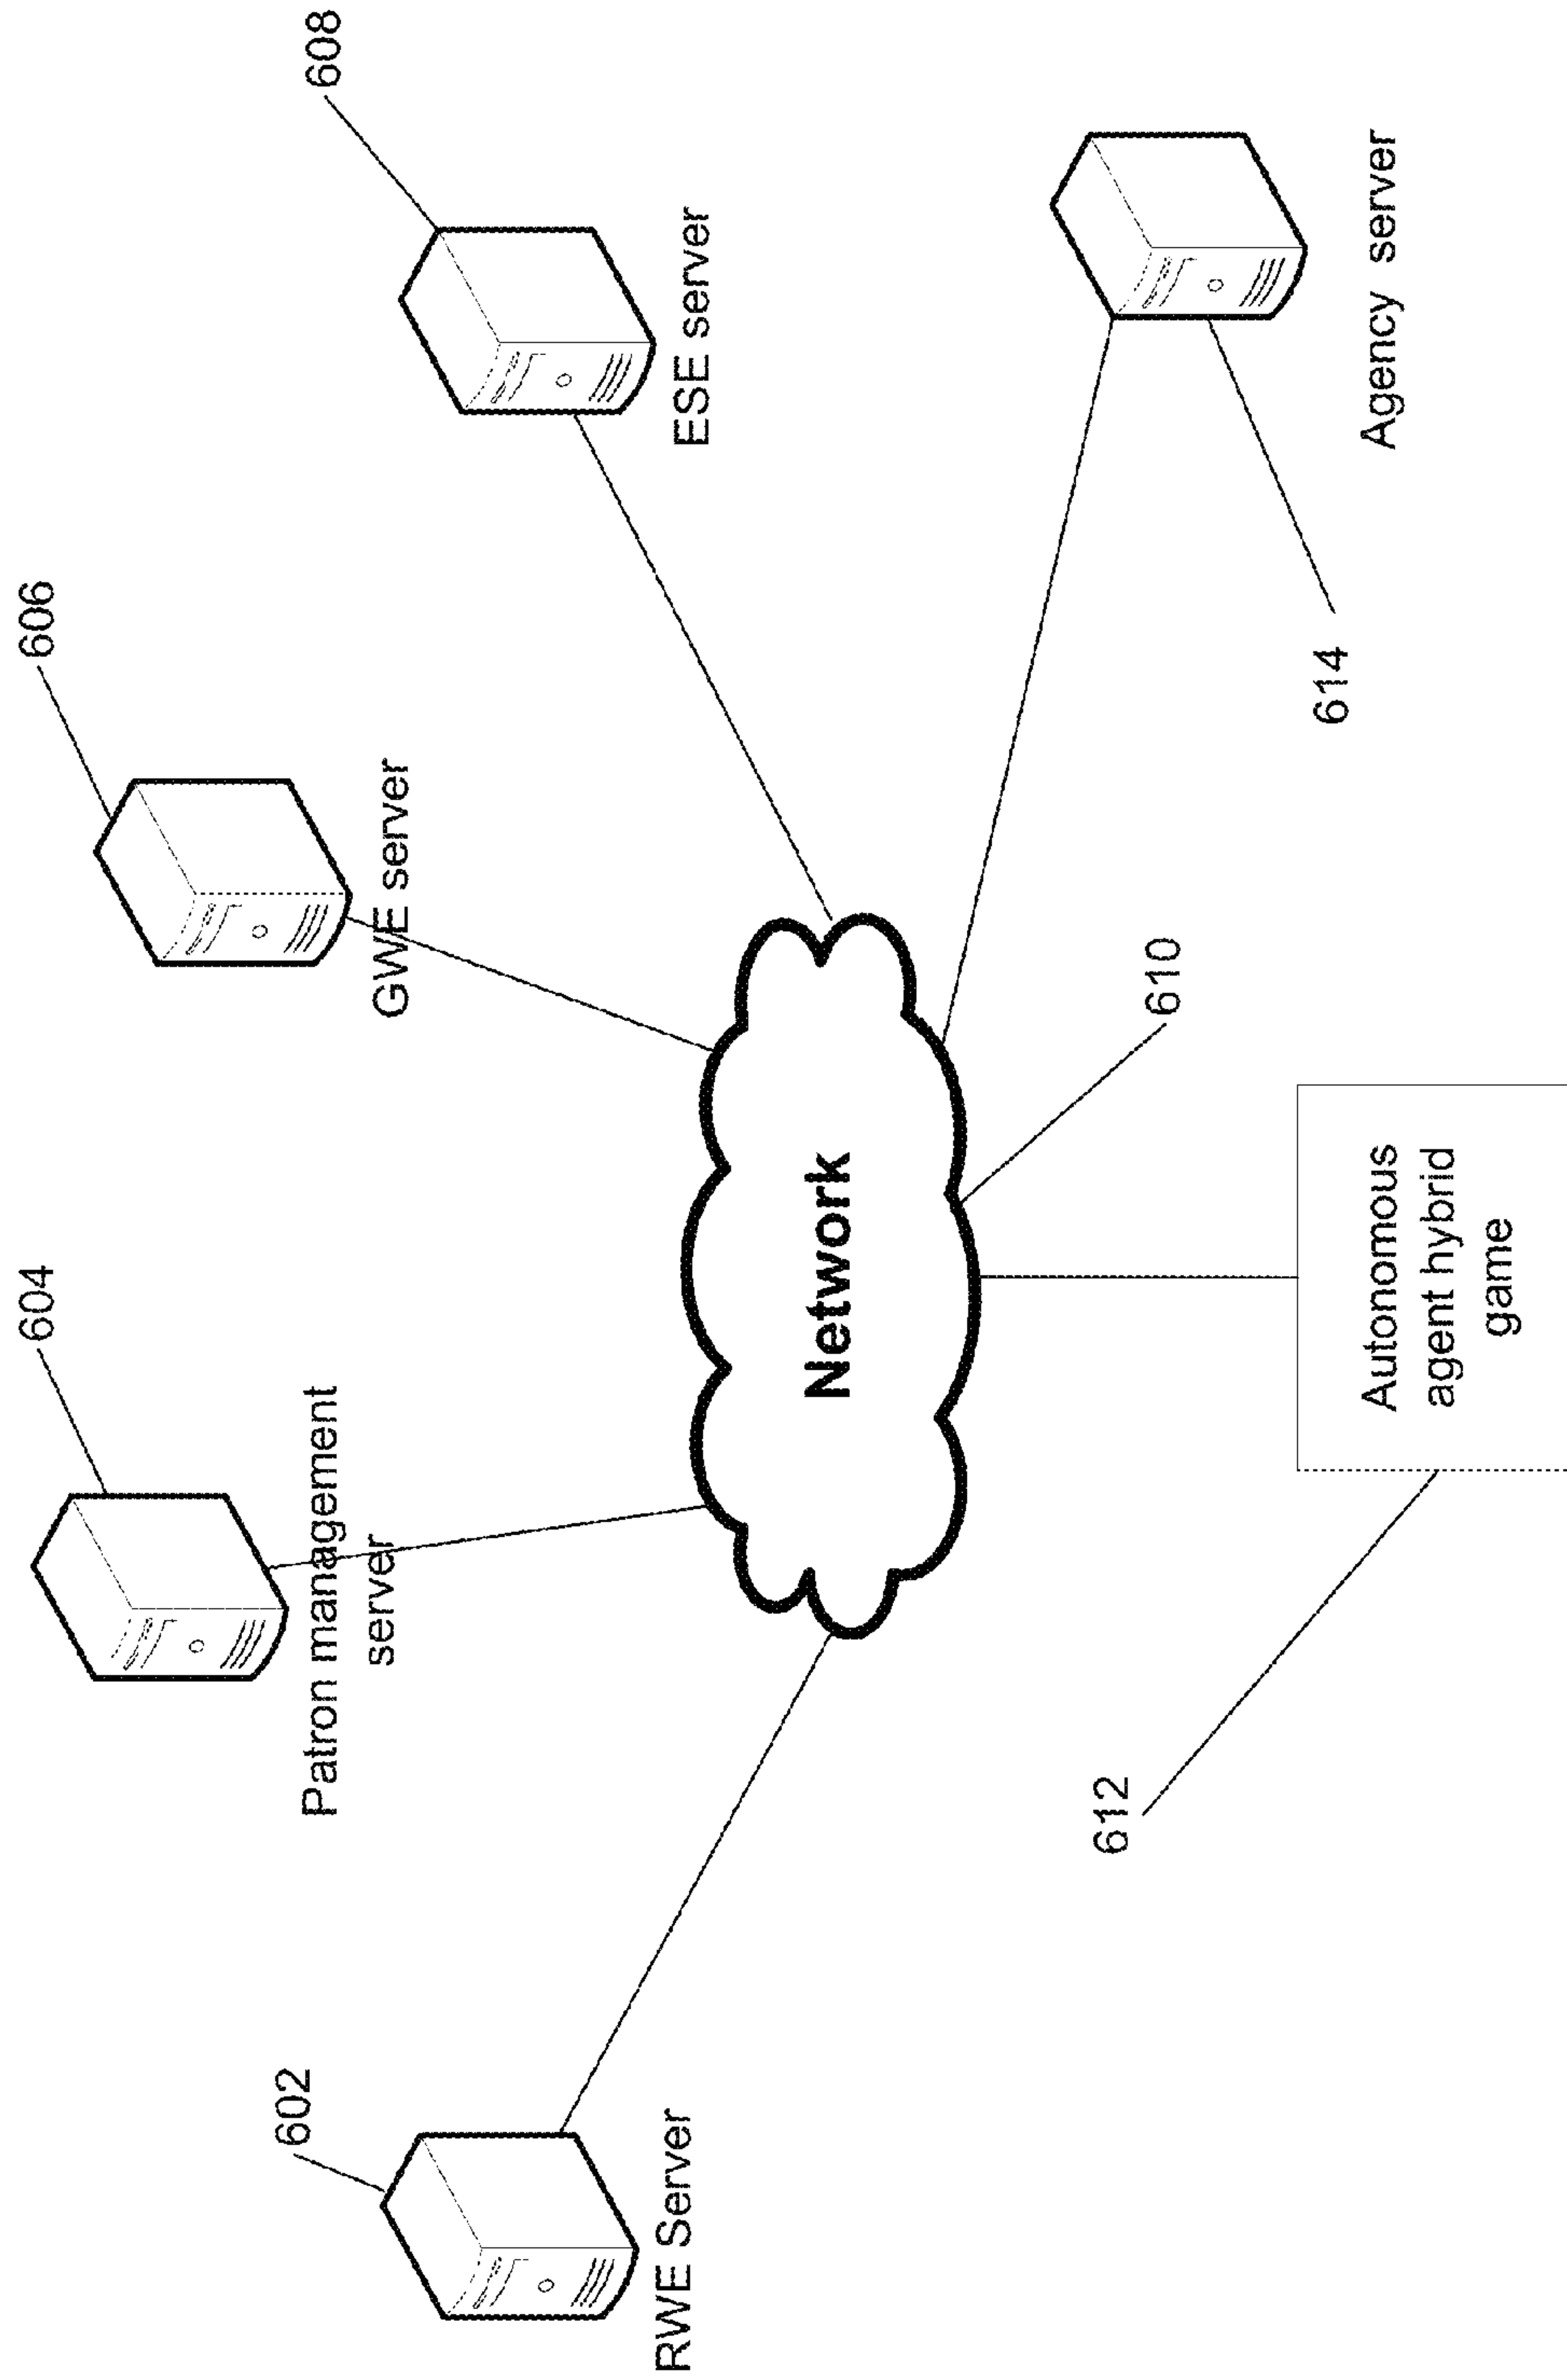 604
606
608
602
Patron management
server
GWE server
ESE server
RWE Server
Network
612
610
614
Agency server
Autonomous
agent hybrid
game